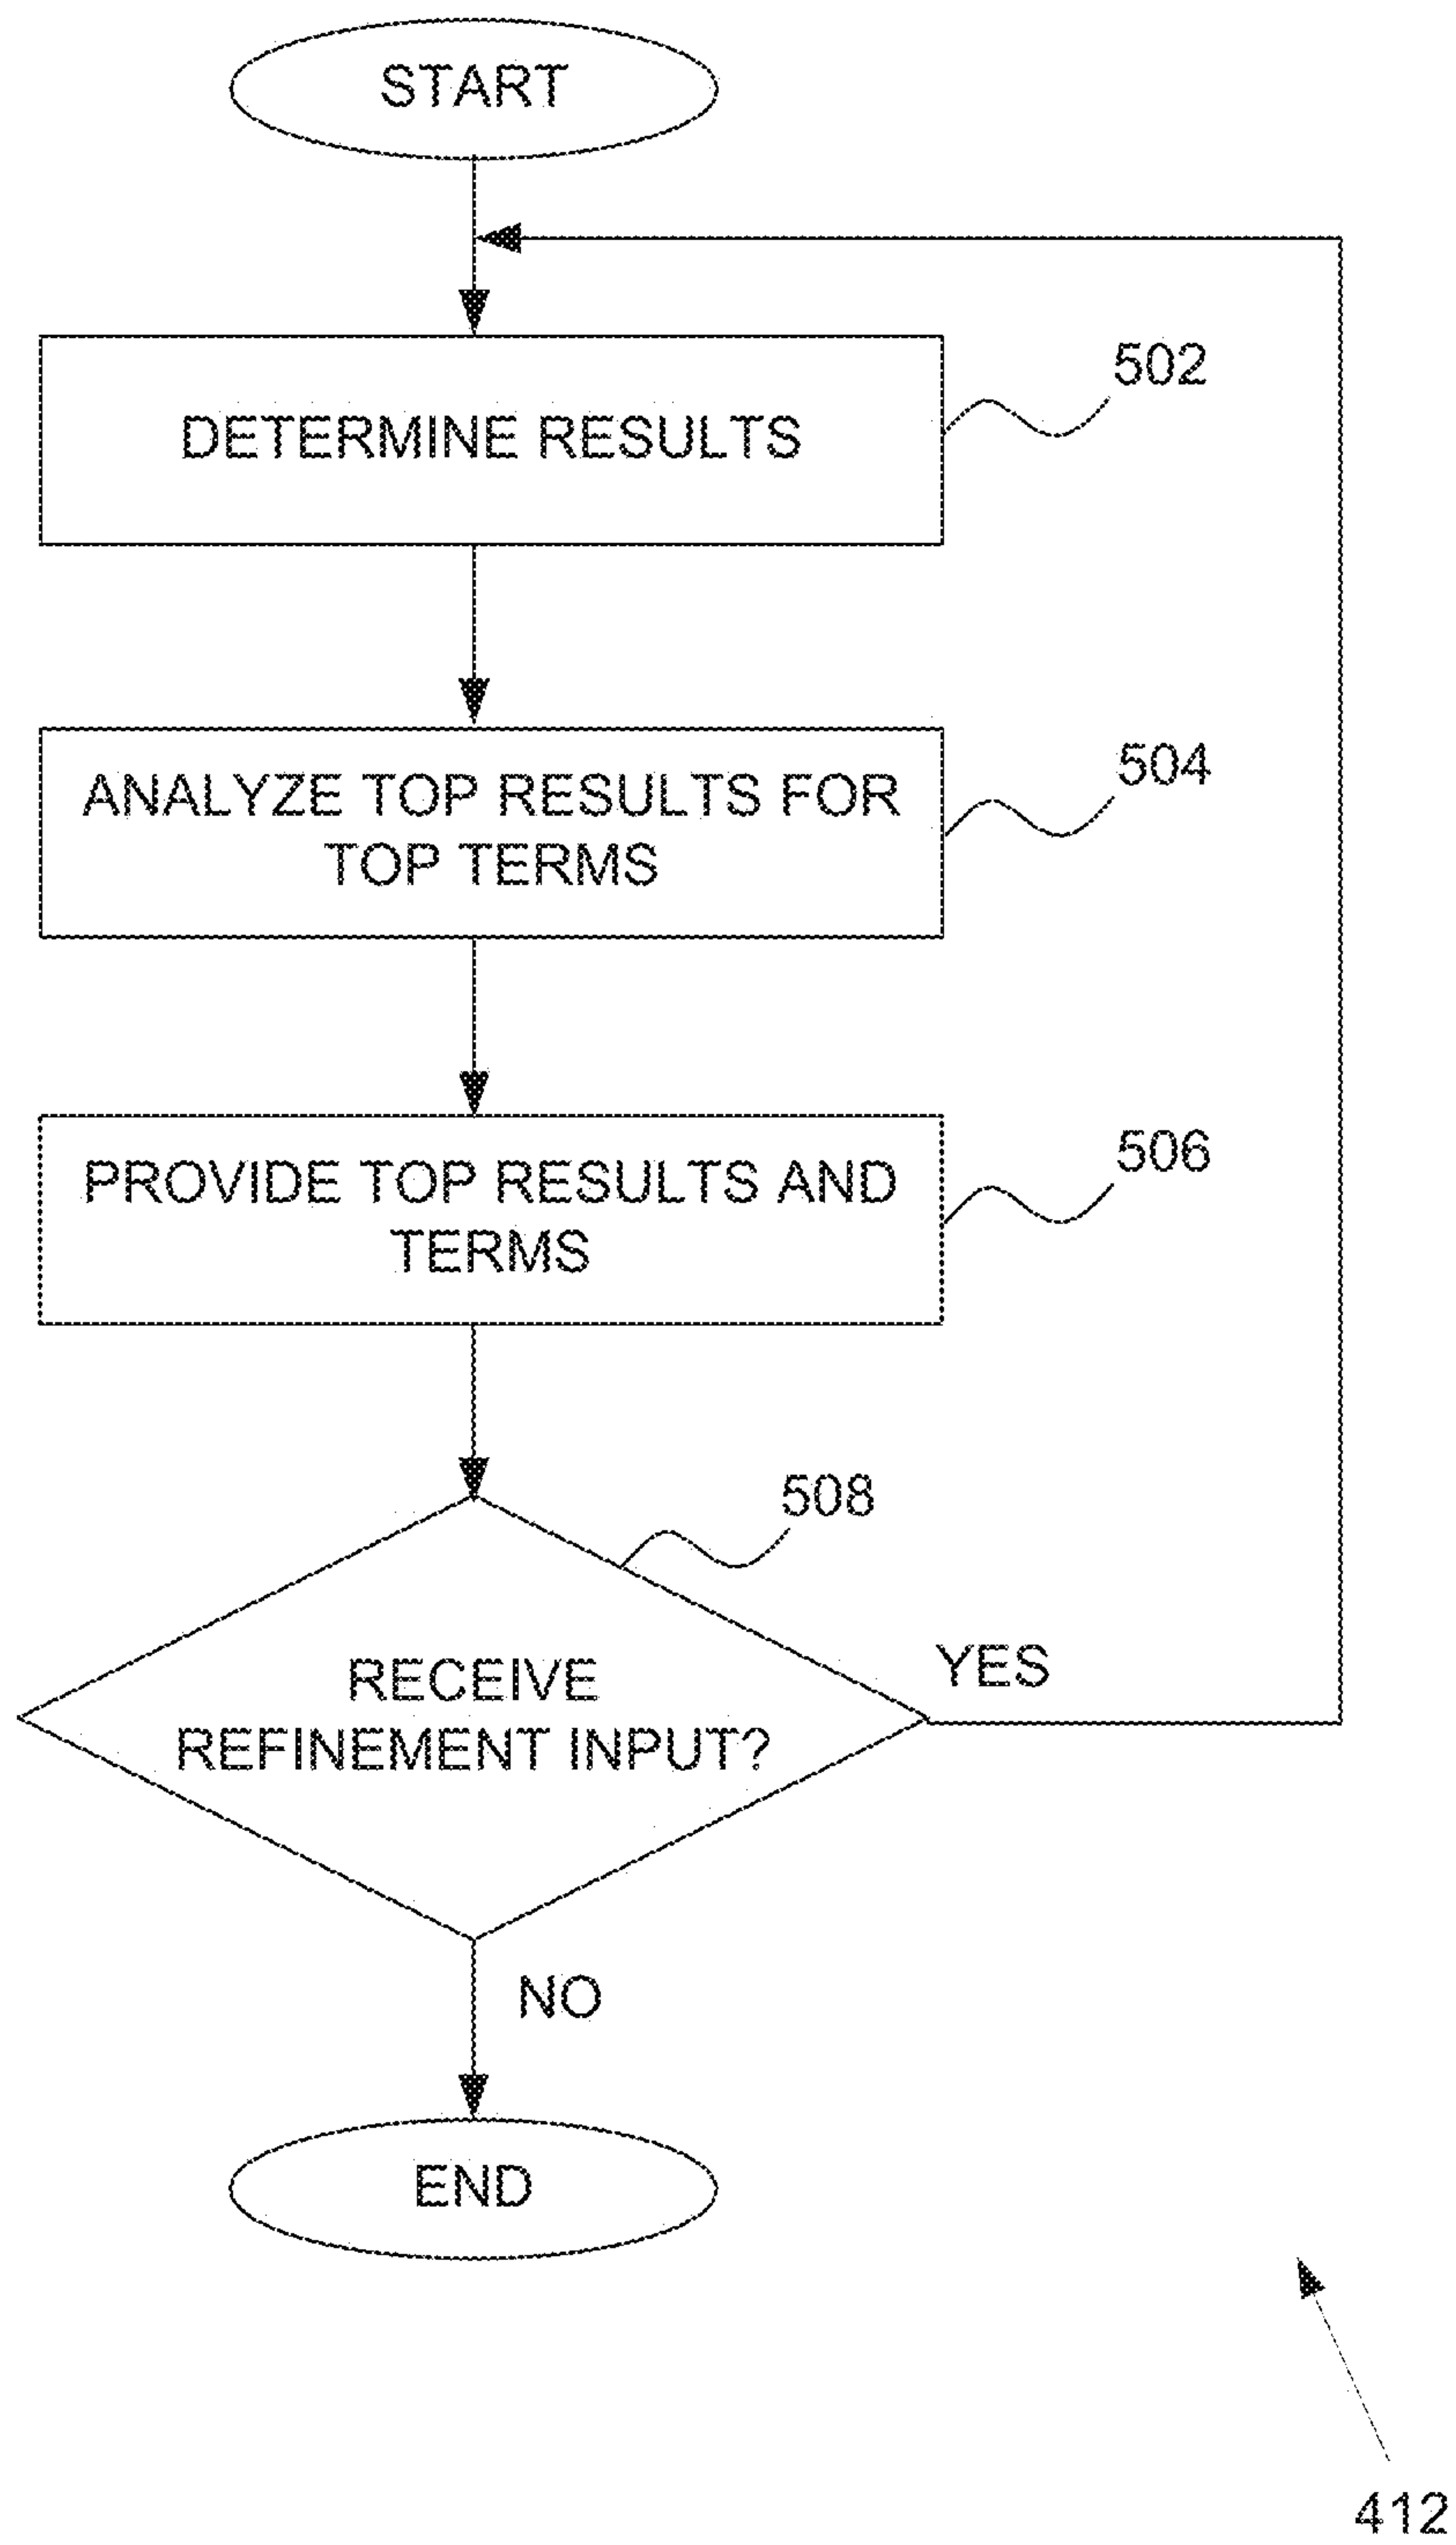 START
502
DETERMINE RESULTS
504
ANALYZE TOP RESULTS FOR
TOP TERMS
506
PROVIDE TOP RESULTS AND
TERMS
508
RECEIVE
REFINEMENT INPUT?
YES
NO
END
412